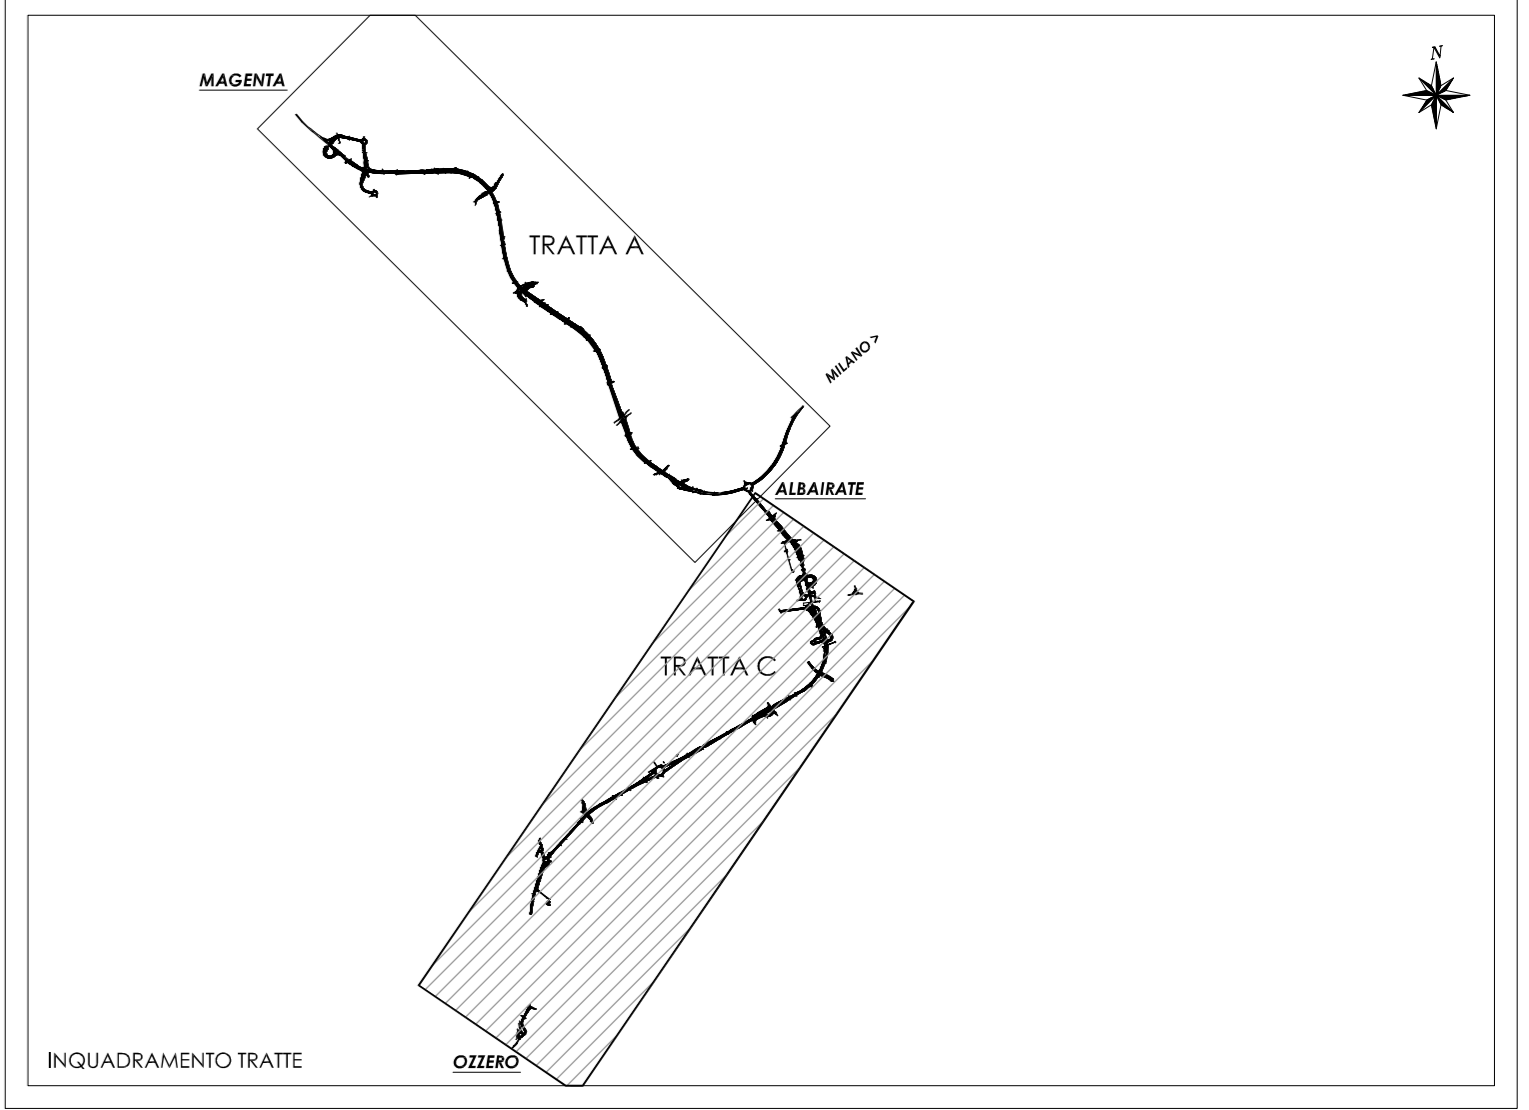 N
MAGENTA
TRATTA A
MILANO >
ALBAIRATE
TRATTA C
OZZERO
INQUADRAMENTO TRATTE